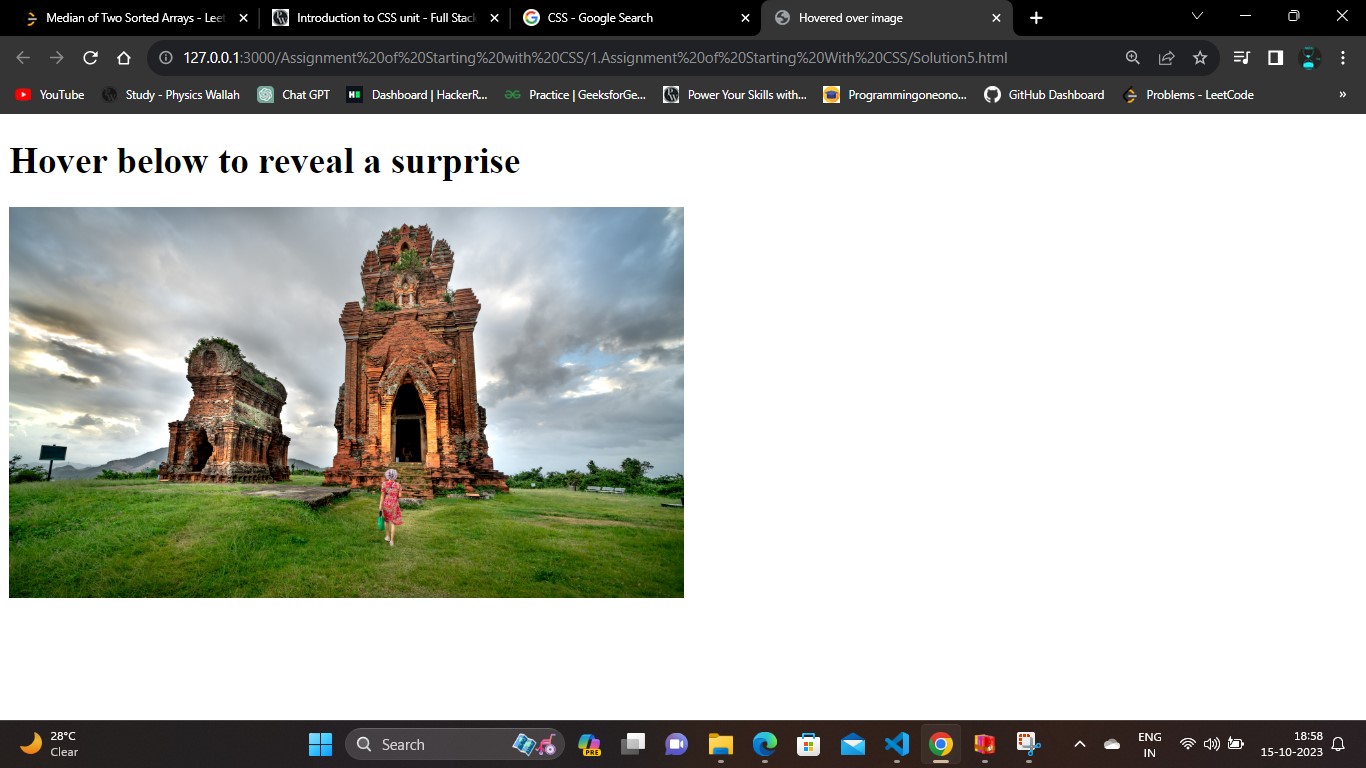 Median of Two Sorted Arrays - Leet
Introduction to CSS unit - Full Stack
CSS - Google Search
Hovered over image
127.0.0.1:3000/Assignment%20of%20Starting%20with%20CSS/1.Assignment%20of%20Starting%20With%20CSS/Solution5.html
YouTube
Study - Physics Wallah
Chat GPT
Dashboard | HackerR...
Practice | GeeksforGe...
Power Your Skills with...
Programmingoneono...
GitHub Dashboard
Problems - LeetCode
»
Hover below to reveal a surprise
28°C
Clear
Search
PRE
ENG
IN
18:58
15-10-2023